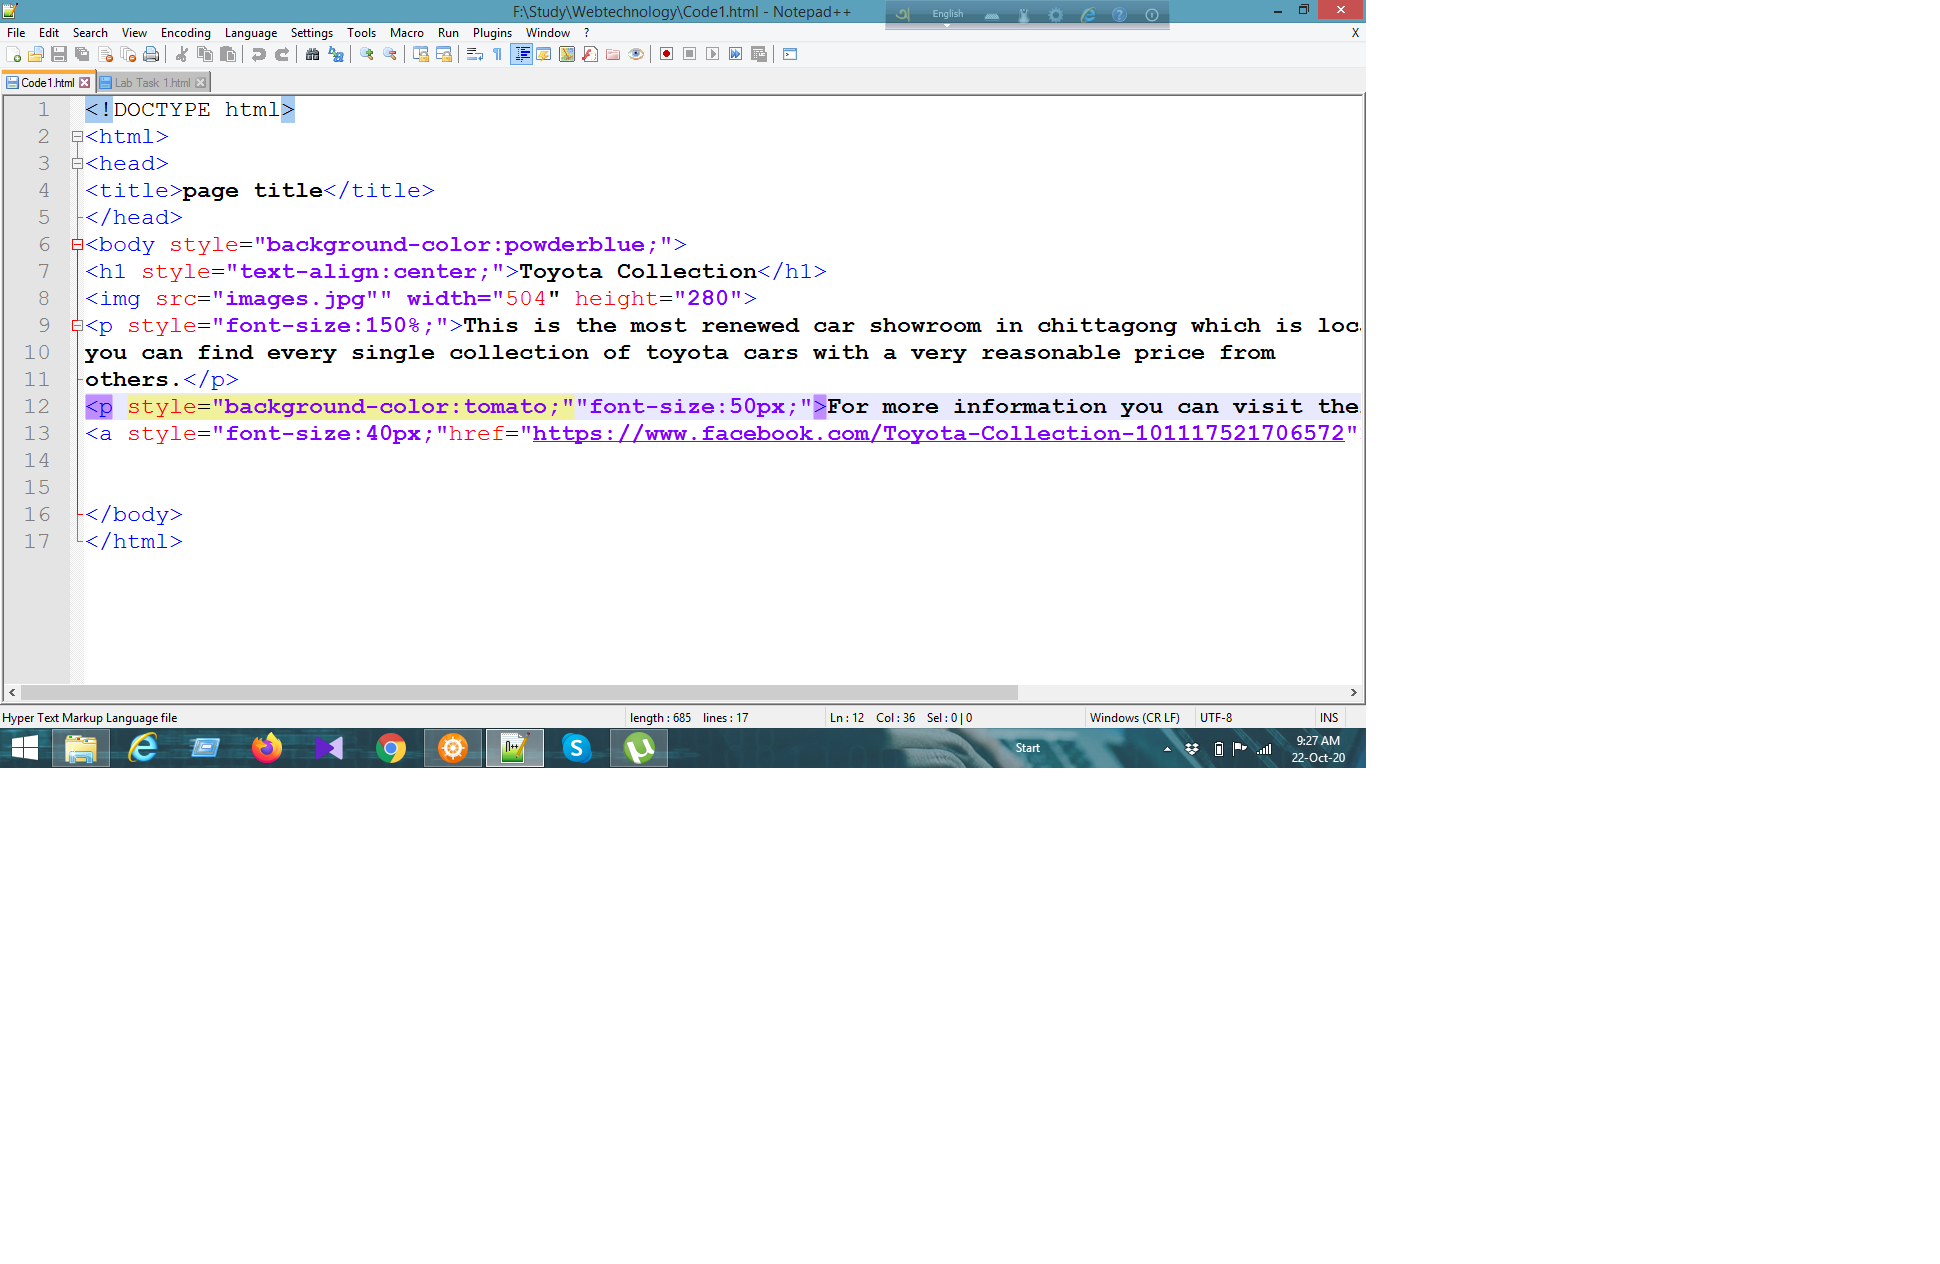 F:\Study\Webtechnology\Code1.html - Notepad++
English
File Edit Search View Encoding Language Settings Tools Macro Run Plugins Window ? X
Code1.html Lab Task 1.html
1 <!DOCTYPE html>
2 <html>
3 <head>
4 <title>page title</title>
5 </head>
6 <body style="background-color:powderblue;">
7 <h1 style="text-align:center;">Toyota Collection</h1>
8 <img src="images.jpg"" width="504" height="280">
9 <p style="font-size:150%;">This is the most renewed car showroom in chittagong which is loc
10 you can find every single collection of toyota cars with a very reasonable price from
11 others.</p>
12 <p style="background-color:tomato;""font-size:50px;">For more information you can visit the
13 <a style="font-size:40px;"href="https://www.facebook.com/Toyota-Collection-101117521706572"
14
15
16 </body>
17 </html>
Hyper Text Markup Language file length : 685 lines : 17 Ln : 12 Col : 36 Sel : 0 | 0 Windows (CR LF) UTF-8 INS
Start
9:27 AM
22-Oct-20